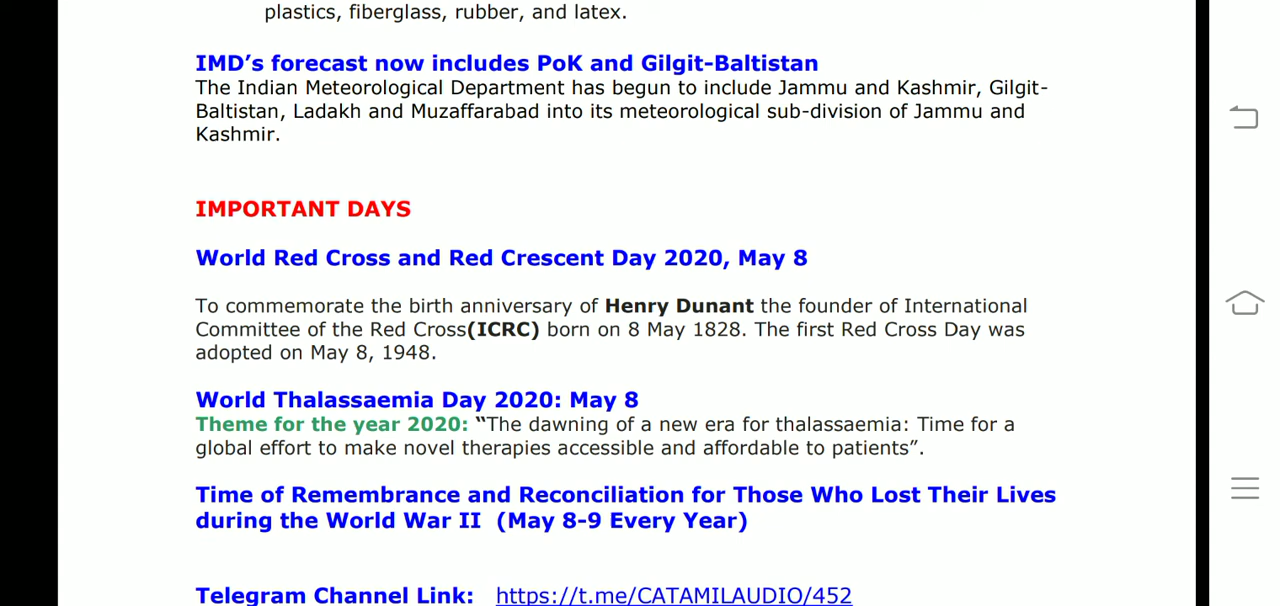 plastics, fiberglass, rubber, and latex.
IMD’s forecast now includes PoK and Gilgit-Baltistan
The Indian Meteorological Department has begun to include Jammu and Kashmir, Gilgit-
Baltistan, Ladakh and Muzaffarabad into its meteorological sub-division of Jammu and
Kashmir.
IMPORTANT DAYS
World Red Cross and Red Crescent Day 2020, May 8
To commemorate the birth anniversary of Henry Dunant the founder of International
Committee of the Red Cross(ICRC) born on 8 May 1828. The first Red Cross Day was
adopted on May 8, 1948.
World Thalassaemia Day 2020: May 8
Theme for the year 2020: “The dawning of a new era for thalassaemia: Time for a
global effort to make novel therapies accessible and affordable to patients”.
Time of Remembrance and Reconciliation for Those Who Lost Their Lives
during the World War II (May 8-9 Every Year)
Telegram Channel Link: https://t.me/CATAMILAUDIO/452